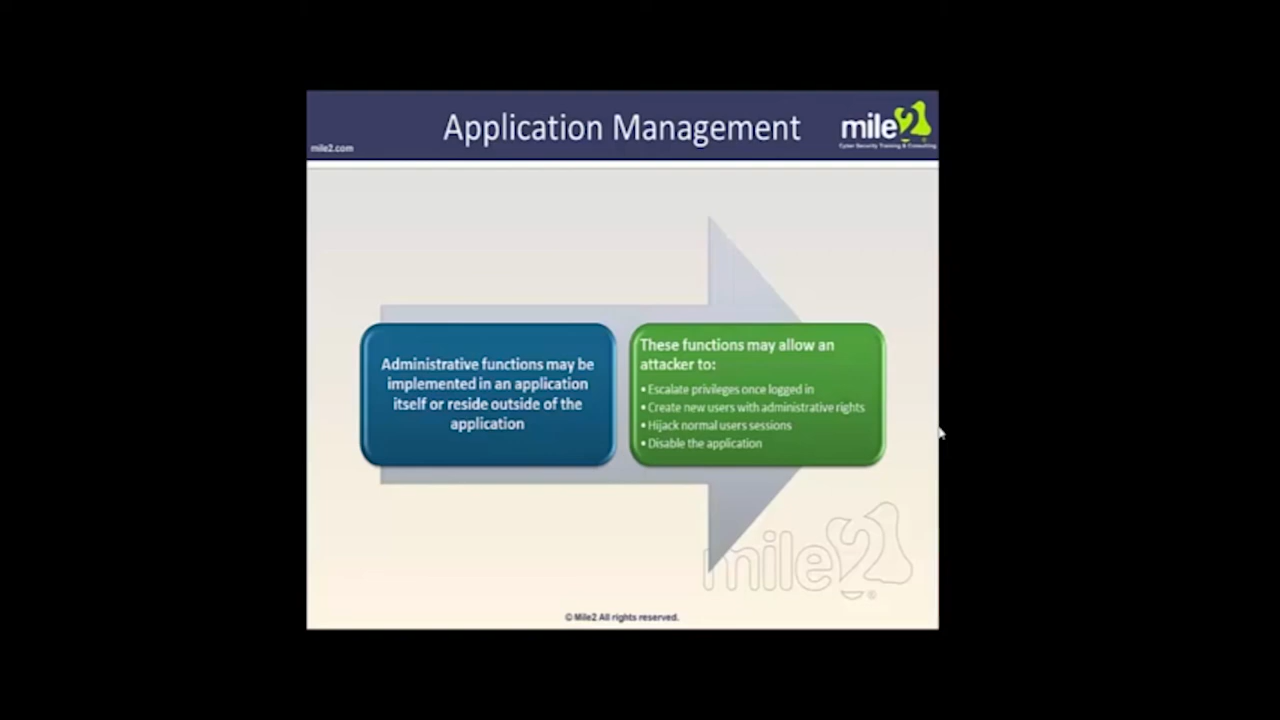 Application Management
mile2
Cyber Security Training & Consulting
mile2.com
Administrative functions may be
implemented in an application
itself or reside outside of the
application
These functions may allow an
attacker to:
• Escalate privileges once logged in
• Create new users with administrative rights
• Hijack normal users sessions
• Disable the application
mile2
®
© Mile2 All rights reserved.